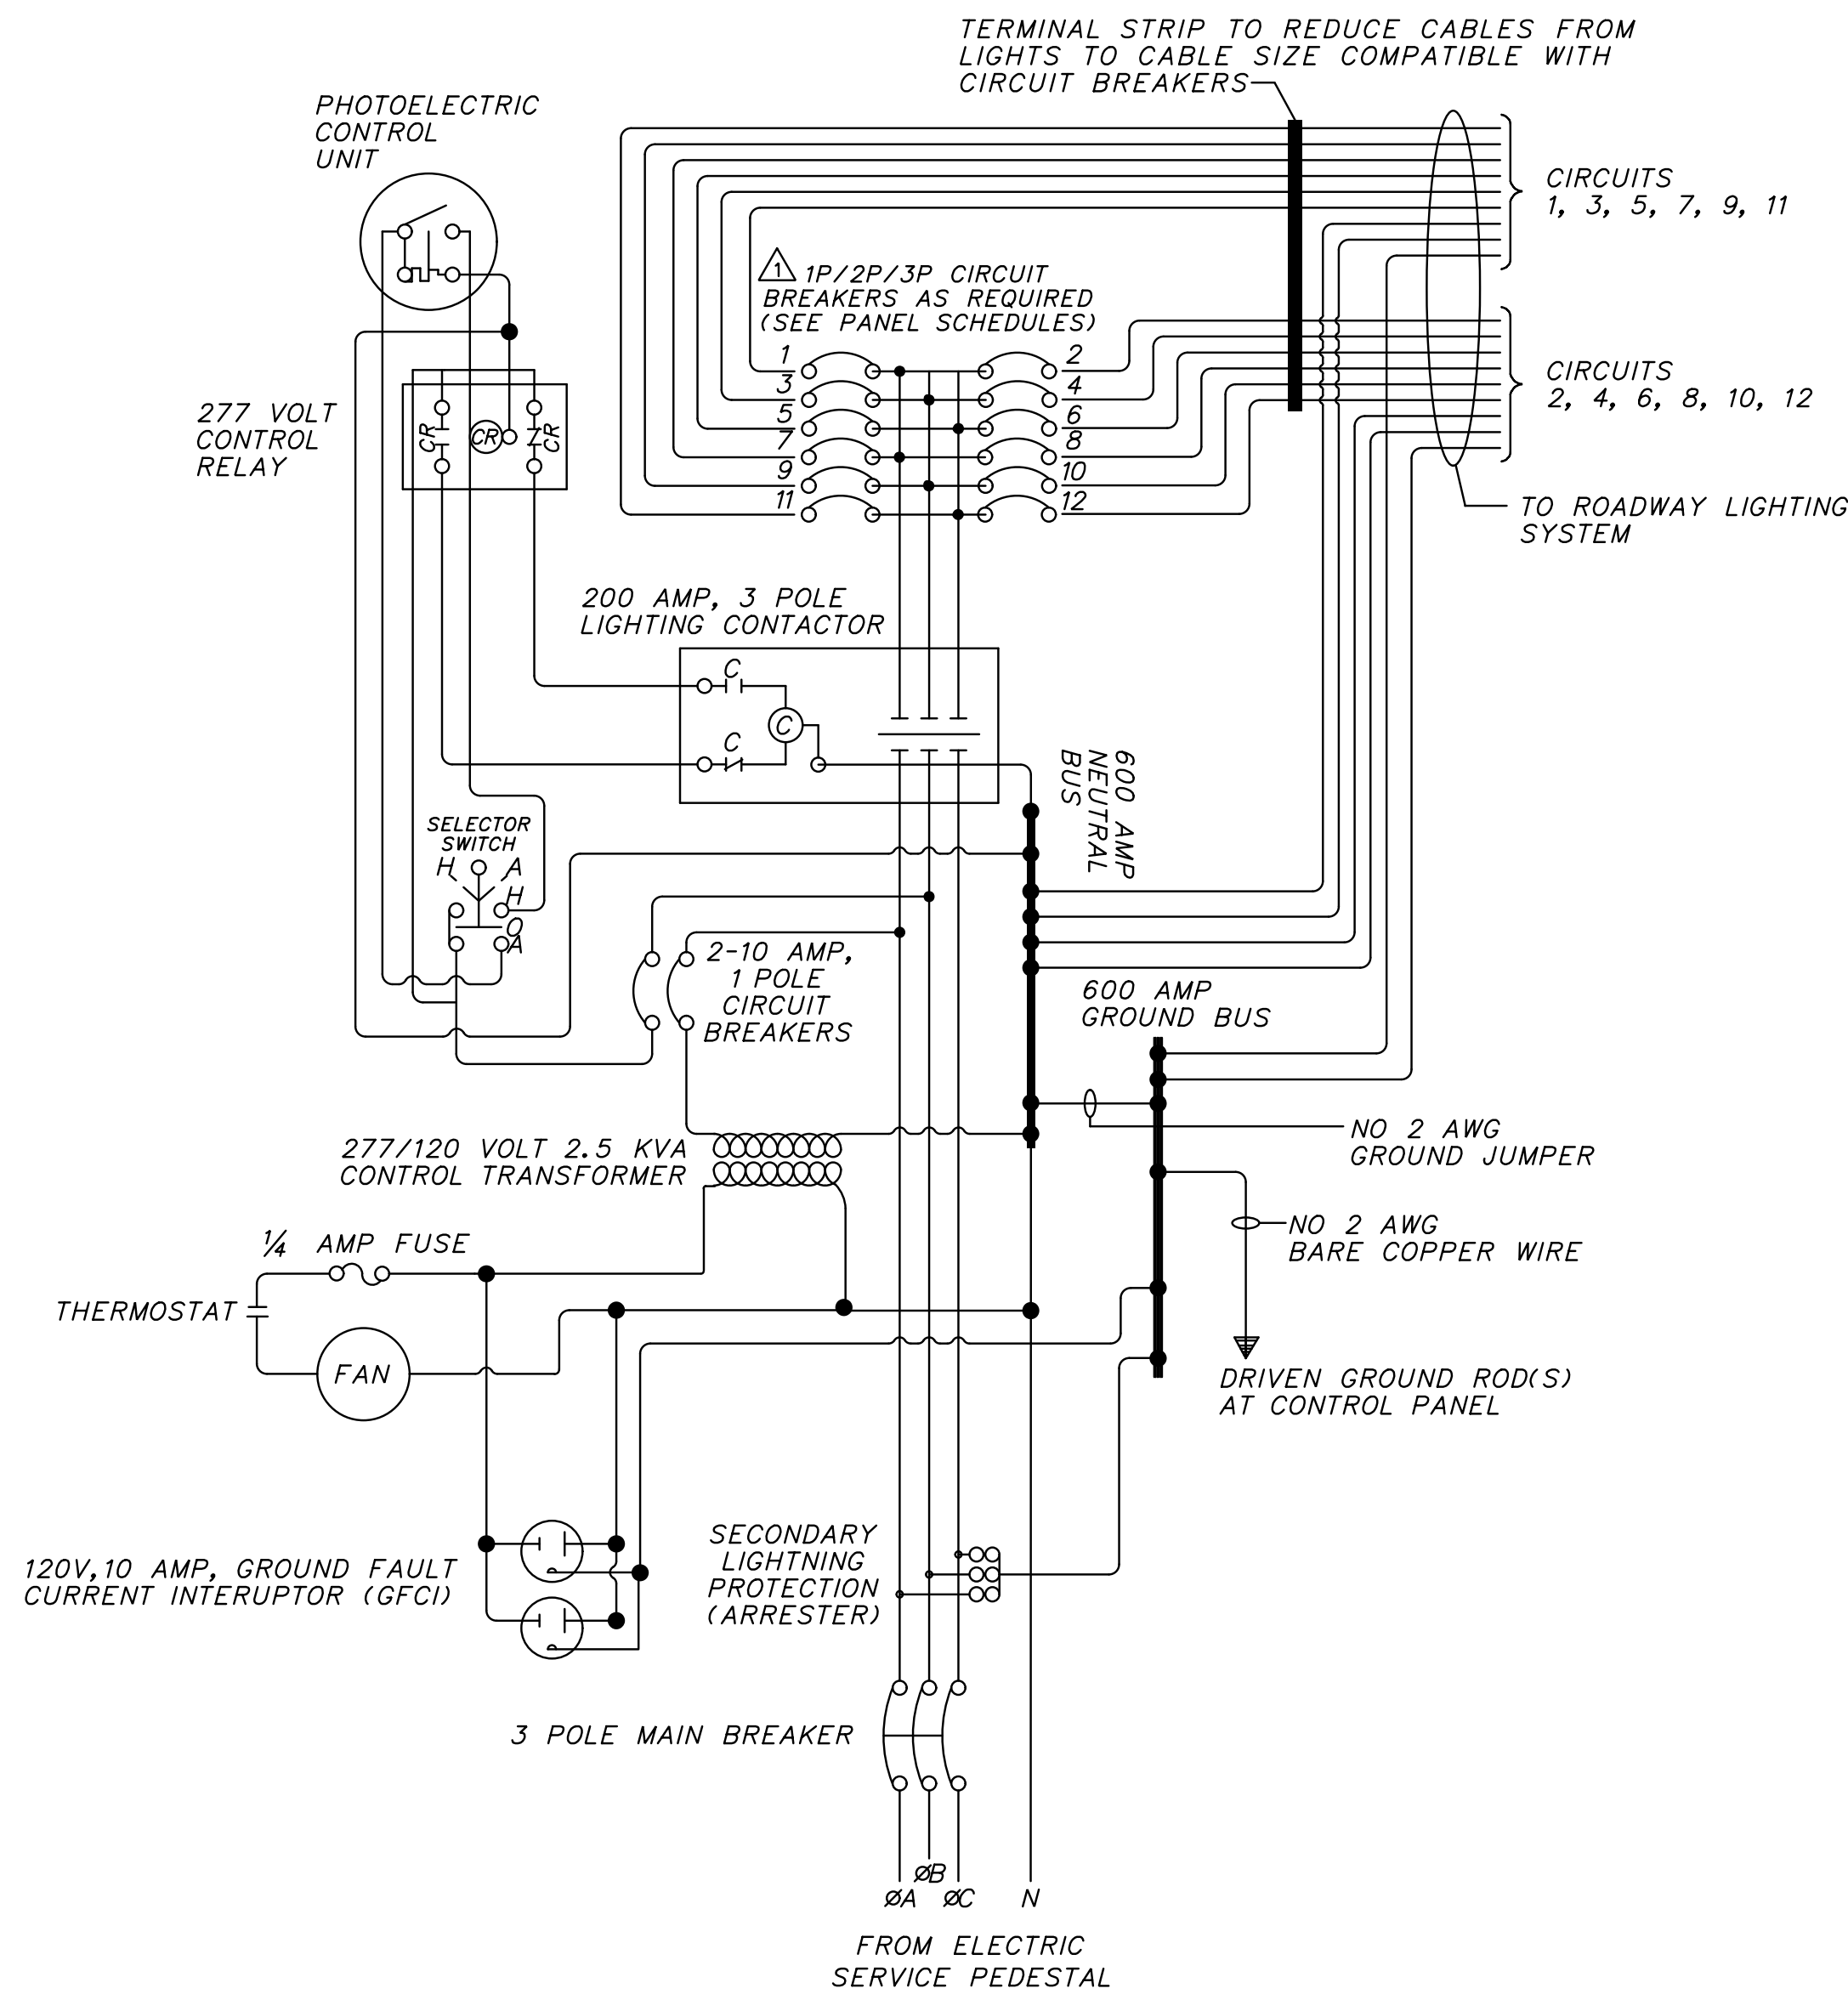 TERMINAL STRIP TO REDUCE CABLES FROM
LIGHTS TO CABLE SIZE COMPATIBLE WITH
CIRCUIT BREAKERS
PHOTOELECTRIC
CONTROL
UNIT
CIRCUITS
1, 3, 5, 7, 9, 11
1 1P/2P/3P CIRCUIT
BREAKERS AS REQUIRED
(SEE PANEL SCHEDULES)
1 2
3 4
5 6
7 8
9 10
11 12
CIRCUITS
2, 4, 6, 8, 10, 12
277 VOLT
CONTROL
RELAY
CR
CR
CR
TO ROADWAY LIGHTING
SYSTEM
200 AMP, 3 POLE
LIGHTING CONTACTOR
C
C
C
600 AMP
NEUTRAL
BUS
SELECTOR
SWITCH
H A
H
O
A
2-10 AMP,
1 POLE
CIRCUIT
BREAKERS
600 AMP
GROUND BUS
277/120 VOLT 2.5 KVA
CONTROL TRANSFORMER
NO 2 AWG
GROUND JUMPER
NO 2 AWG
BARE COPPER WIRE
¼ AMP FUSE
THERMOSTAT
FAN
DRIVEN GROUND ROD(S)
AT CONTROL PANEL
120V,10 AMP, GROUND FAULT
CURRENT INTERUPTOR (GFCI)
SECONDARY
LIGHTNING
PROTECTION
(ARRESTER)
3 POLE MAIN BREAKER
ØB
ØA ØC N
FROM ELECTRIC
SERVICE PEDESTAL